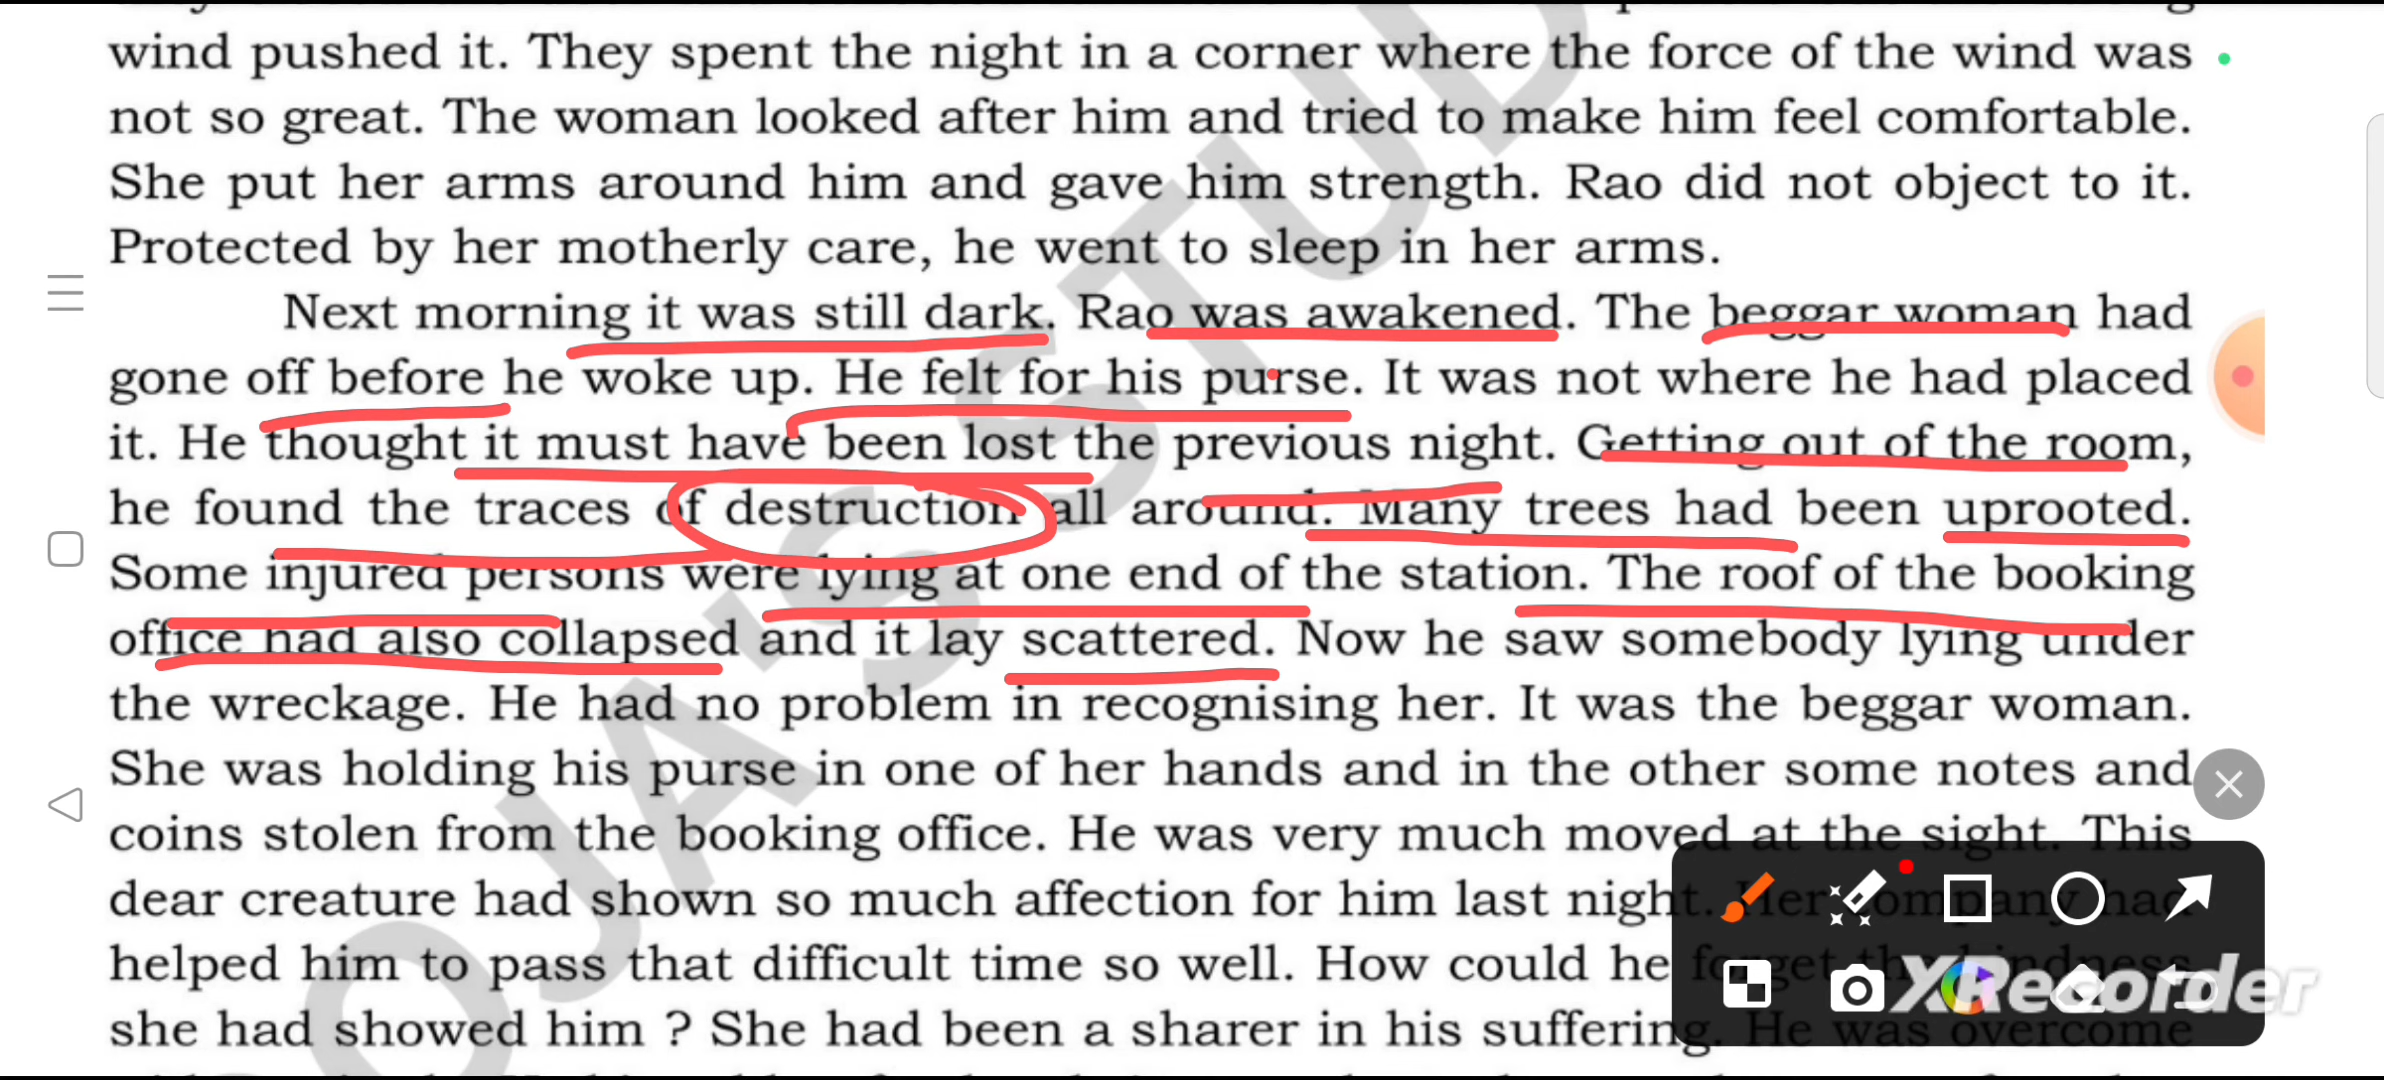 wind pushed it. They spent the night in a corner where the force of the wind was
not so great. The woman looked after him and tried to make him feel comfortable.
She put her arms around him and gave him strength. Rao did not object to it.
Protected by her motherly care, he went to sleep in her arms.
Next morning it was still dark. Rao was awakened. The beggar woman had
gone off before he woke up. He felt for his purse. It was not where he had placed
it. He thought it must have been lost the previous night. Getting out of the room,
he found the traces of destruction all around. Many trees had been uprooted.
Some injured persons were lying at one end of the station. The roof of the booking
office had also collapsed and it lay scattered. Now he saw somebody lying under
the wreckage. He had no problem in recognising her. It was the beggar woman.
She was holding his purse in one of her hands and in the other some notes and
coins stolen from the booking office. He was very much moved at the sight. This
dear creature had shown so much affection for him last night. Her company had
helped him to pass that difficult time so well. How could he forget the kindness
she had showed him ? She had been a sharer in his suffering. He was overcome
OJA'S STUD
XRecorder